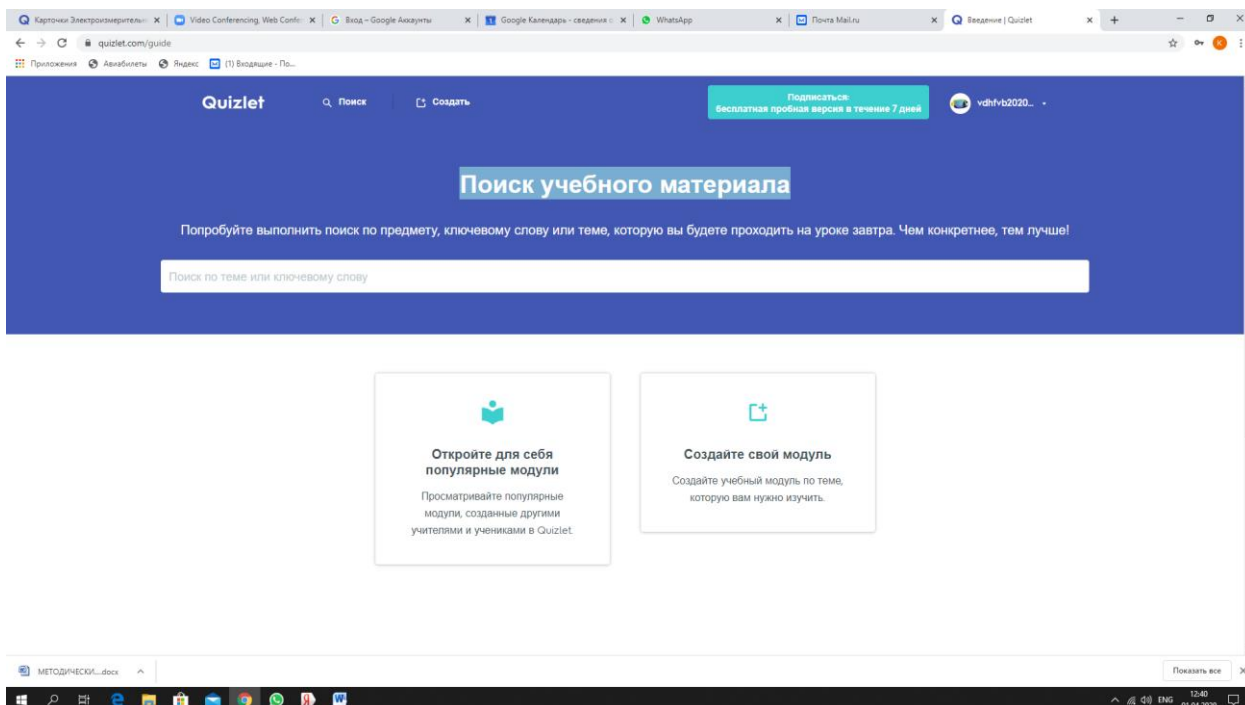 Карточки Электроизмерительн
Video Conferencing, Web Confe
Вход – Google Аккаунты
Google Календарь - сведения о
WhatsApp
Почта Mail.ru
Введение | Quizlet
quizlet.com/guide
Приложения
Авиабилеты
Яндекс
(1) Входящие - По...
Quizlet
Поиск
Создать
Подписаться:
бесплатная пробная версия в течение 7 дней
vdhfvb2020...
Поиск учебного материала
Попробуйте выполнить поиск по предмету, ключевому слову или теме, которую вы будете проходить на уроке завтра. Чем конкретнее, тем лучше!
Поиск по теме или ключевому слову
Откройте для себя
популярные модули
Просматривайте популярные
модули, созданные другими
учителями и учениками в Quizlet.
Создайте свой модуль
Создайте учебный модуль по теме,
которую вам нужно изучить.
МЕТОДИЧЕСКИ....docx
Показать все
ENG
12:40
01.04.2020